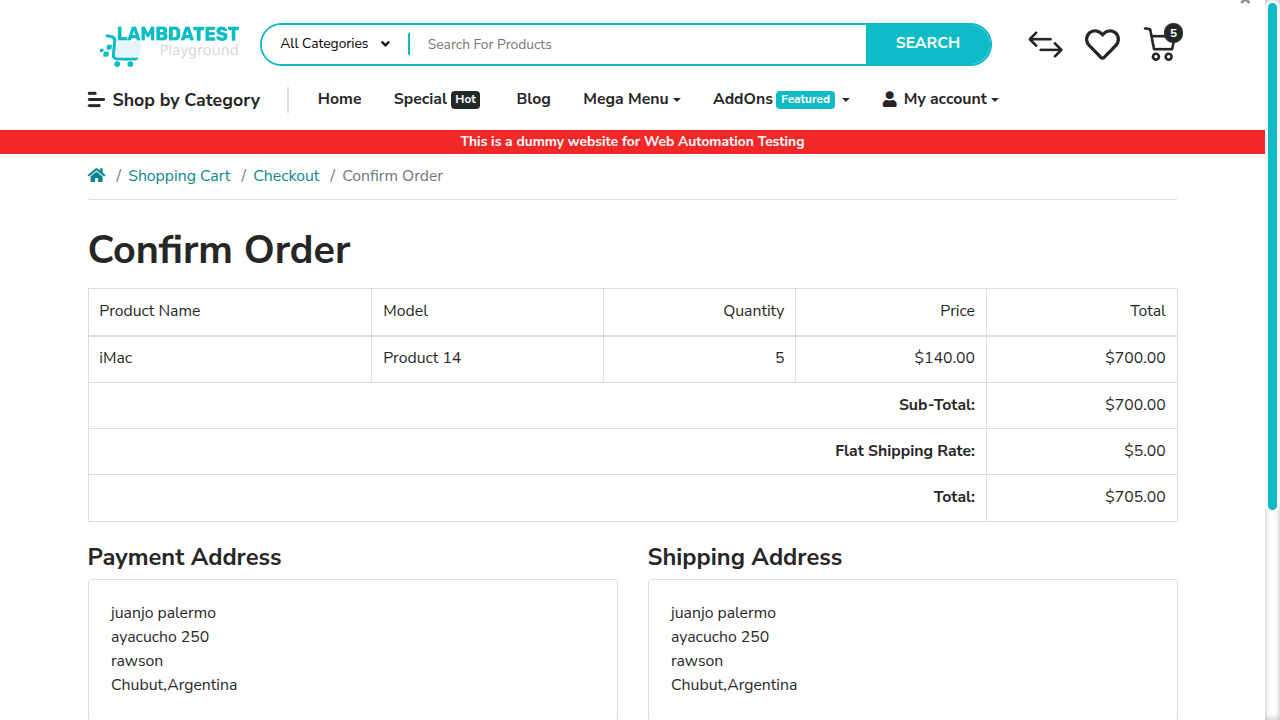 LAMBDATEST
Playground
All Categories
Search For Products
SEARCH
5
Shop by Category
Home
Special Hot
Blog
Mega Menu
AddOns Featured
My account
This is a dummy website for Web Automation Testing
/ Shopping Cart / Checkout / Confirm Order
Confirm Order
Product Name Model Quantity Price Total
iMac Product 14 5 $140.00 $700.00
Sub-Total: $700.00
Flat Shipping Rate: $5.00
Total: $705.00
Payment Address
juanjo palermo
ayacucho 250
rawson
Chubut,Argentina
Shipping Address
juanjo palermo
ayacucho 250
rawson
Chubut,Argentina